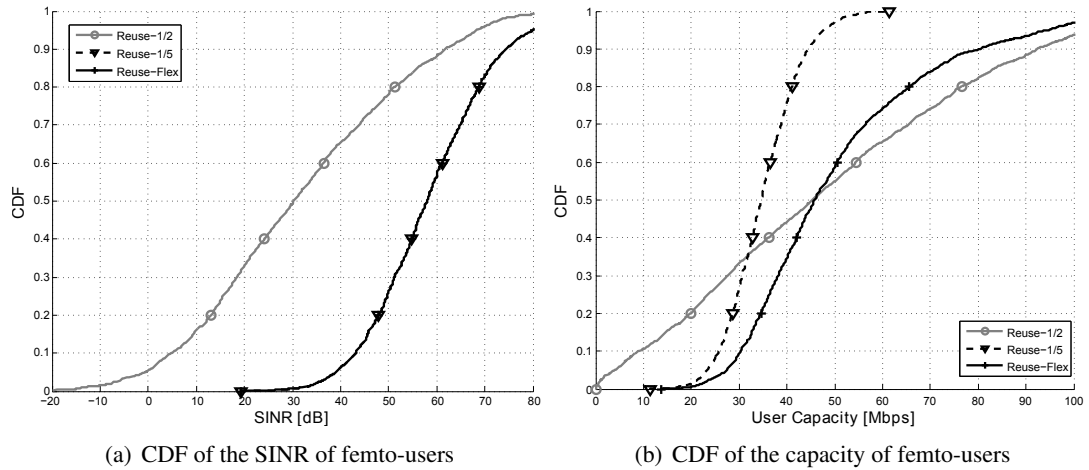 1
0.9
0.8
0.7
0.6
0.5
0.4
0.3
0.2
0.1
0
CDF
Reuse−1/2
Reuse−1/5
Reuse−Flex
−20 −10 0 10 20 30 40 50 60 70 80
SINR [dB]
(a) CDF of the SINR of femto-users
1
0.9
0.8
0.7
0.6
0.5
0.4
0.3
0.2
0.1
0
CDF
Reuse−1/2
Reuse−1/5
Reuse−Flex
0 10 20 30 40 50 60 70 80 90 100
User Capacity [Mbps]
(b) CDF of the capacity of femto-users